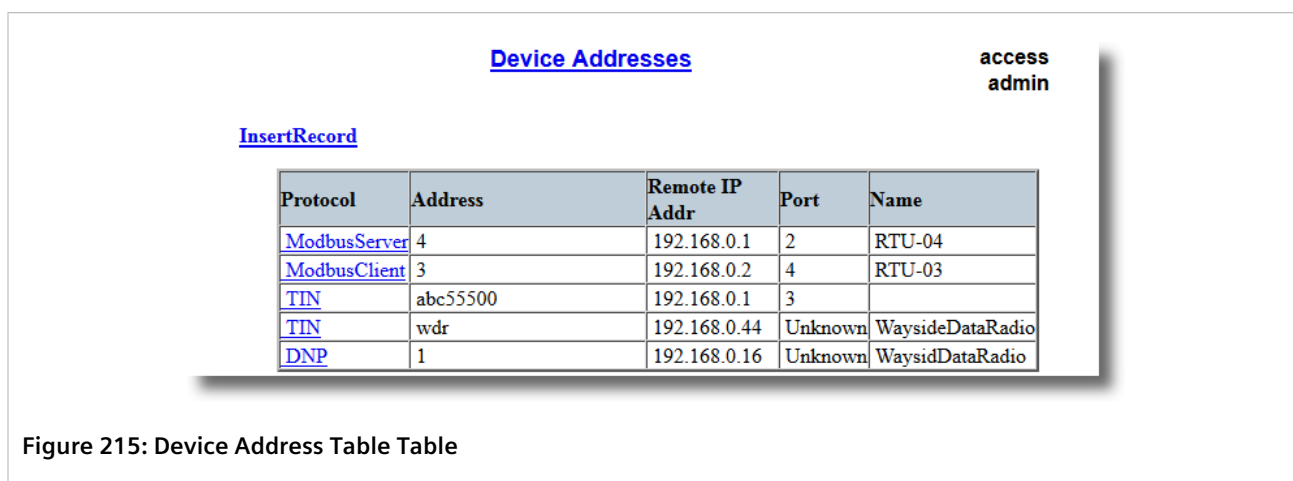 Device Addresses
access
admin
InsertRecord
Protocol Address Remote IP Addr Port Name
ModbusServer 4 192.168.0.1 2 RTU-04
ModbusClient 3 192.168.0.2 4 RTU-03
TIN abc55500 192.168.0.1 3
TIN wdr 192.168.0.44 Unknown WaysideDataRadio
DNP 1 192.168.0.16 Unknown WaysidDataRadio
Figure 215: Device Address Table Table